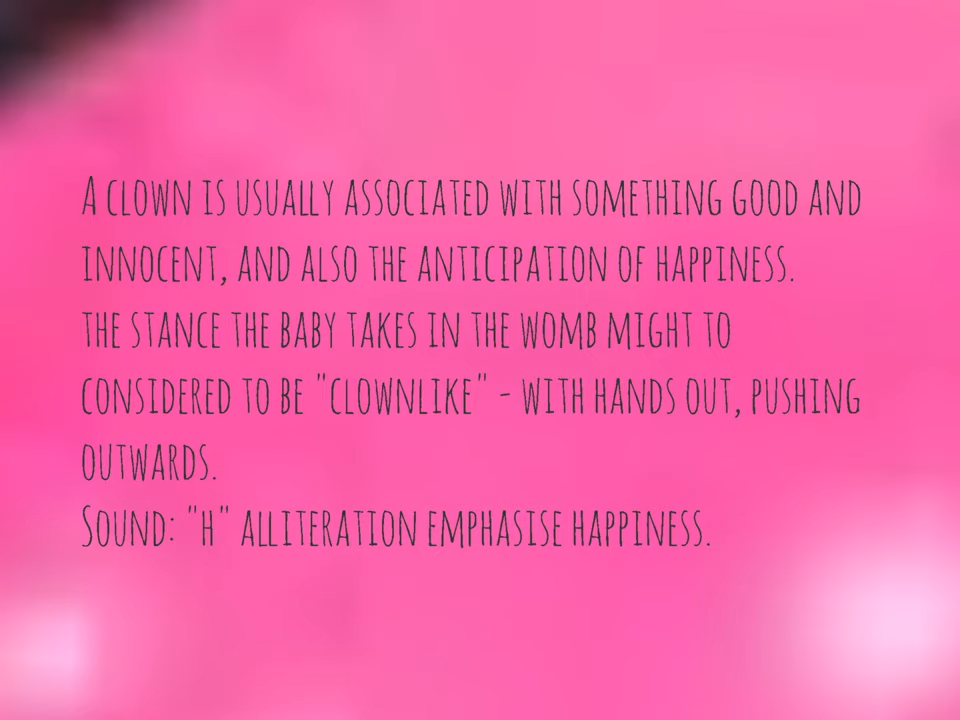 A clown is usually associated with something good and
innocent, and also the anticipation of happiness.
the stance the baby takes in the womb might to
considered to be "clownlike" - with hands out, pushing
outwards.
Sound: "h" alliteration emphasise happiness.